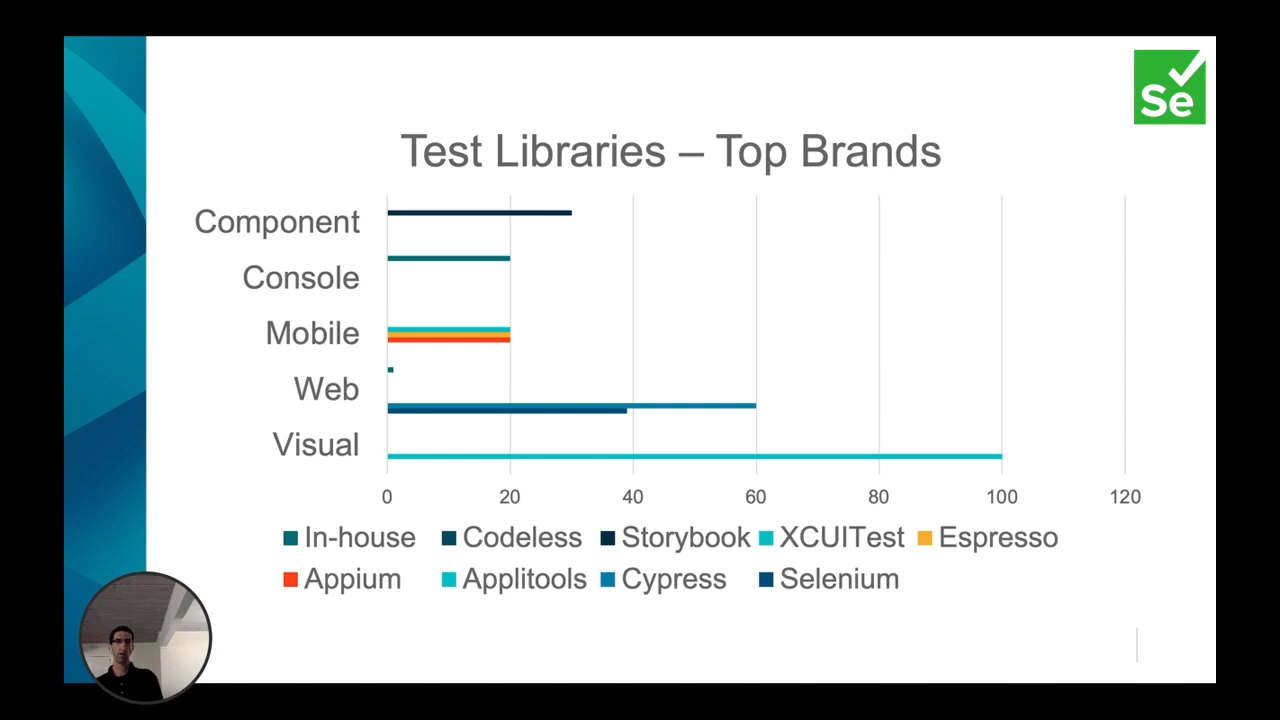 Se
Test Libraries – Top Brands
Component
Console
Mobile
Web
Visual
0 20 40 60 80 100 120
In-house Codeless Storybook XCUITest Espresso
Appium Applitools Cypress Selenium